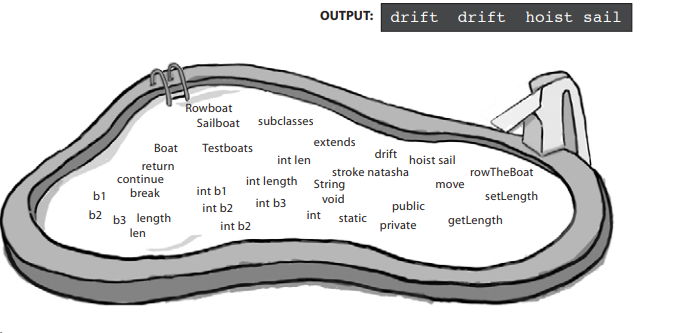 OUTPUT: drift drift hoist sail
Rowboat
Sailboat
subclasses
Boat
Testboats
extends
drift
hoist sail
int len
return
continue
break
stroke natasha
rowTheBoat
int length
String
move
void
b1
int b1
int b2
int b3
setLength
public
b2
b3
length
len
int b2
int
static
private
getLength